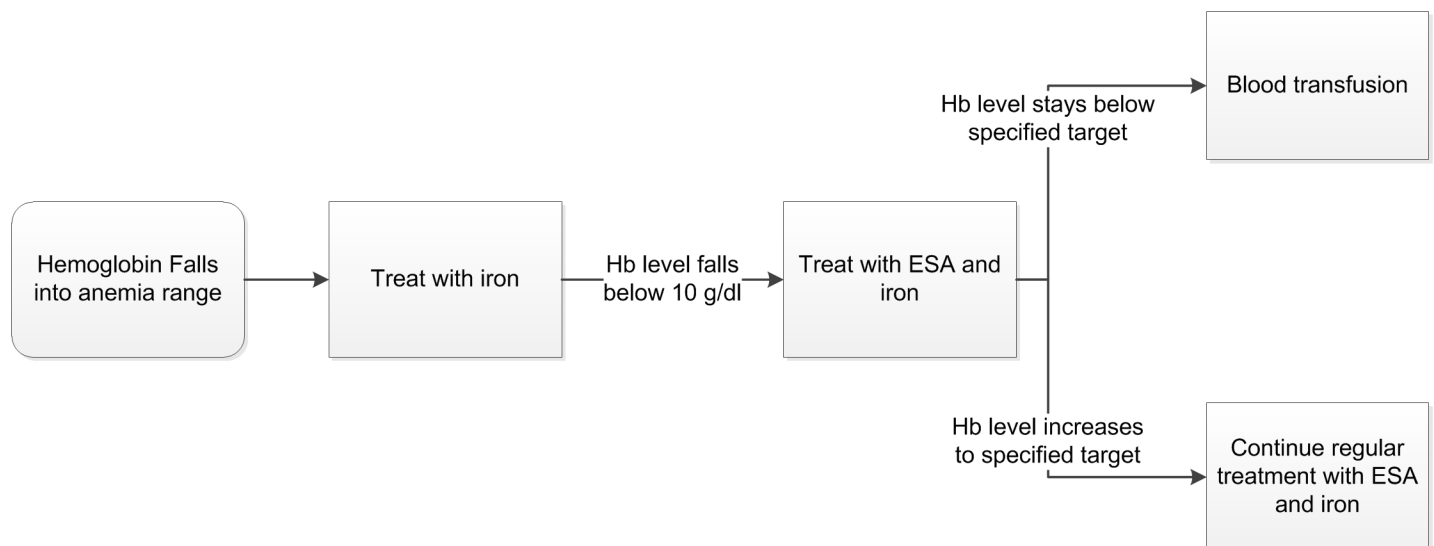 Hemoglobin Falls
into anemia range
Treat with iron
Hb level falls
below 10 g/dl
Treat with ESA and
iron
Hb level stays below
specified target
Blood transfusion
Hb level increases
to specified target
Continue regular
treatment with ESA
and iron